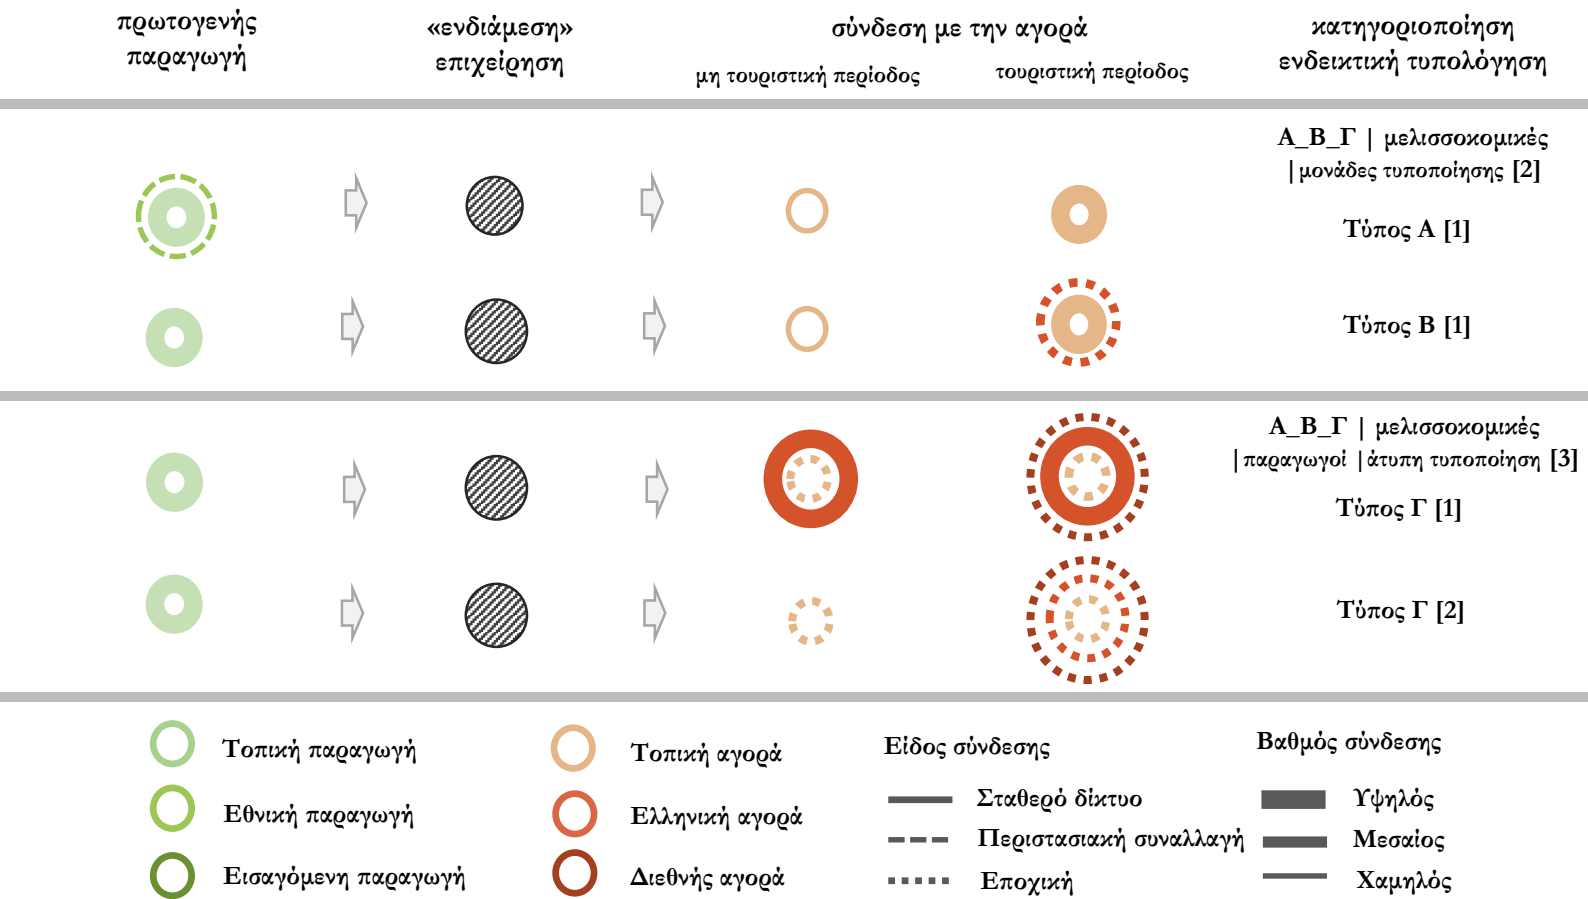 πρωτογενής
παραγωγή
«ενδιάμεση»
επιχείρηση
σύνδεση με την αγορά
μη τουριστική περίοδος
τουριστική περίοδος
κατηγοριοποίηση
ενδεικτική τυπολόγηση
Α_Β_Γ | μελισσοκομικές
|μονάδες τυποποίησης [2]
Τύπος Α [1]
Τύπος Β [1]
Α_Β_Γ | μελισσοκομικές
|παραγωγοί |άτυπη τυποποίηση [3]
Τύπος Γ [1]
Τύπος Γ [2]
Τοπική παραγωγή
Εθνική παραγωγή
Εισαγόμενη παραγωγή
Τοπική αγορά
Ελληνική αγορά
Διεθνής αγορά
Είδος σύνδεσης
Σταθερό δίκτυο
Περιστασιακή συναλλαγή
Εποχική
Βαθμός σύνδεσης
Υψηλός
Μεσαίος
Χαμηλός